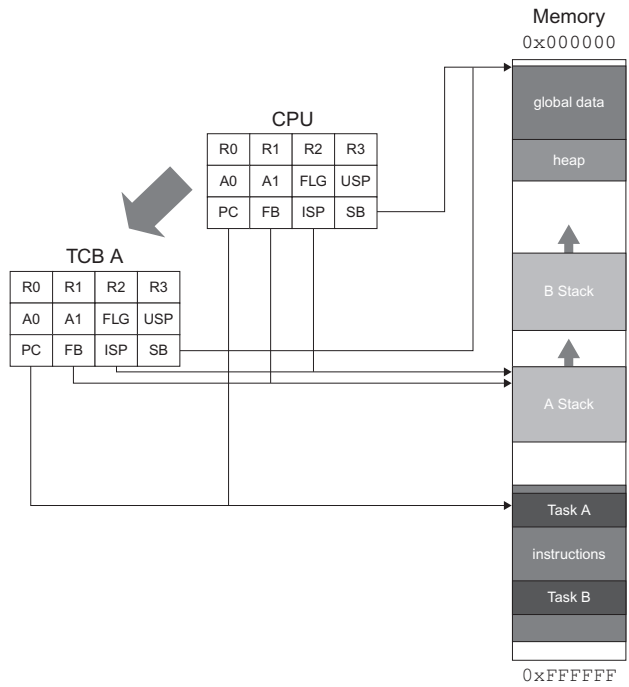 Memory
0x000000
global data
heap
CPU
R0 R1 R2 R3
A0 A1 FLG USP
PC FB ISP SB
TCB A
R0 R1 R2 R3
A0 A1 FLG USP
PC FB ISP SB
B Stack
A Stack
Task A
instructions
Task B
0xFFFFFF